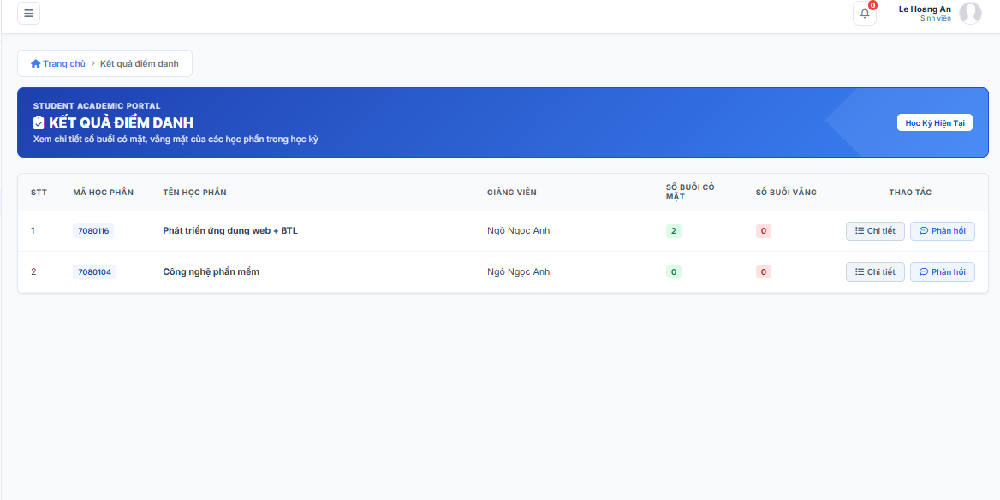 0
Le Hoang An
Sinh viên
Trang chủ > Kết quả điểm danh
STUDENT ACADEMIC PORTAL
KẾT QUẢ ĐIỂM DANH
Xem chi tiết số buổi có mặt, vắng mặt của các học phần trong học kỳ
Học Kỳ Hiện Tại
STT MÃ HỌC PHẦN TÊN HỌC PHẦN GIẢNG VIÊN SỐ BUỔI CÓ MẶT SỐ BUỔI VẮNG THAO TÁC
1 7080116 Phát triển ứng dụng web + BTL Ngô Ngọc Anh 2 0 Chi tiết Phản hồi
2 7080104 Công nghệ phần mềm Ngô Ngọc Anh 0 0 Chi tiết Phản hồi